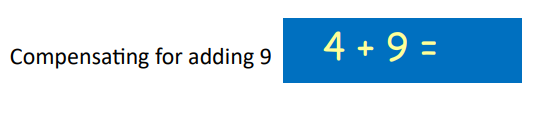 Compensating for adding 9
4 + 9 =